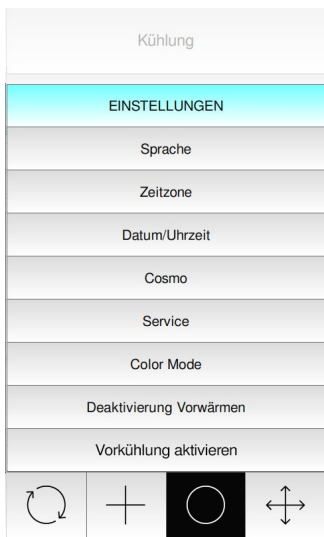 Kühlung
EINSTELLUNGEN
Sprache
Zeitzone
Datum/Uhrzeit
Cosmo
Service
Color Mode
Deaktivierung Vorwärmen
Vorkühlung aktivieren